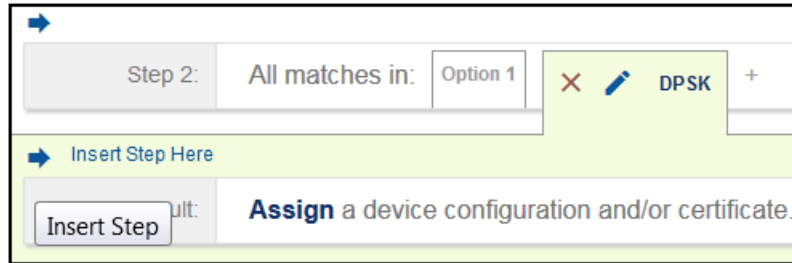 Step 2: All matches in: Option 1 DPSK +
Insert Step Here
ult: Assign a device configuration and/or certificate.
Insert Step